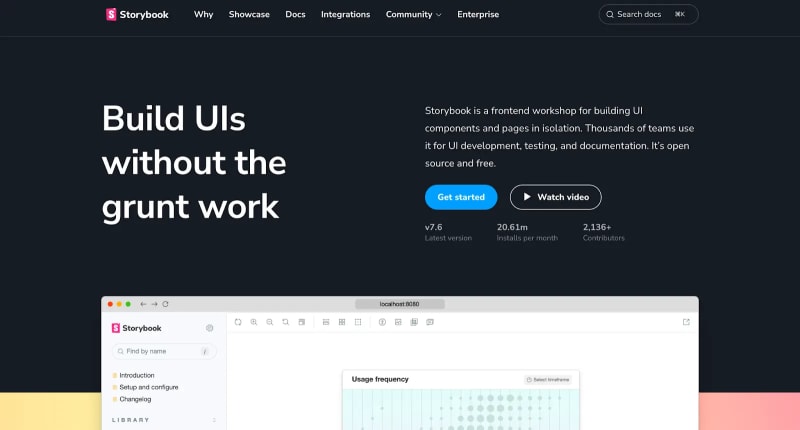 Storybook Why Showcase Docs Integrations Community Enterprise Search docs ⌘K
Build UIs
without the
grunt work
Storybook is a frontend workshop for building UI
components and pages in isolation. Thousands of teams use
it for UI development, testing, and documentation. It's open
source and free.
Get started Watch video
v7.6 20.61m 2,136+
Latest version Installs per month Contributors
localhost:8080
Storybook
Find by name /
Introduction
Setup and configure
Changelog
LIBRARY
Usage frequency Select timeframe